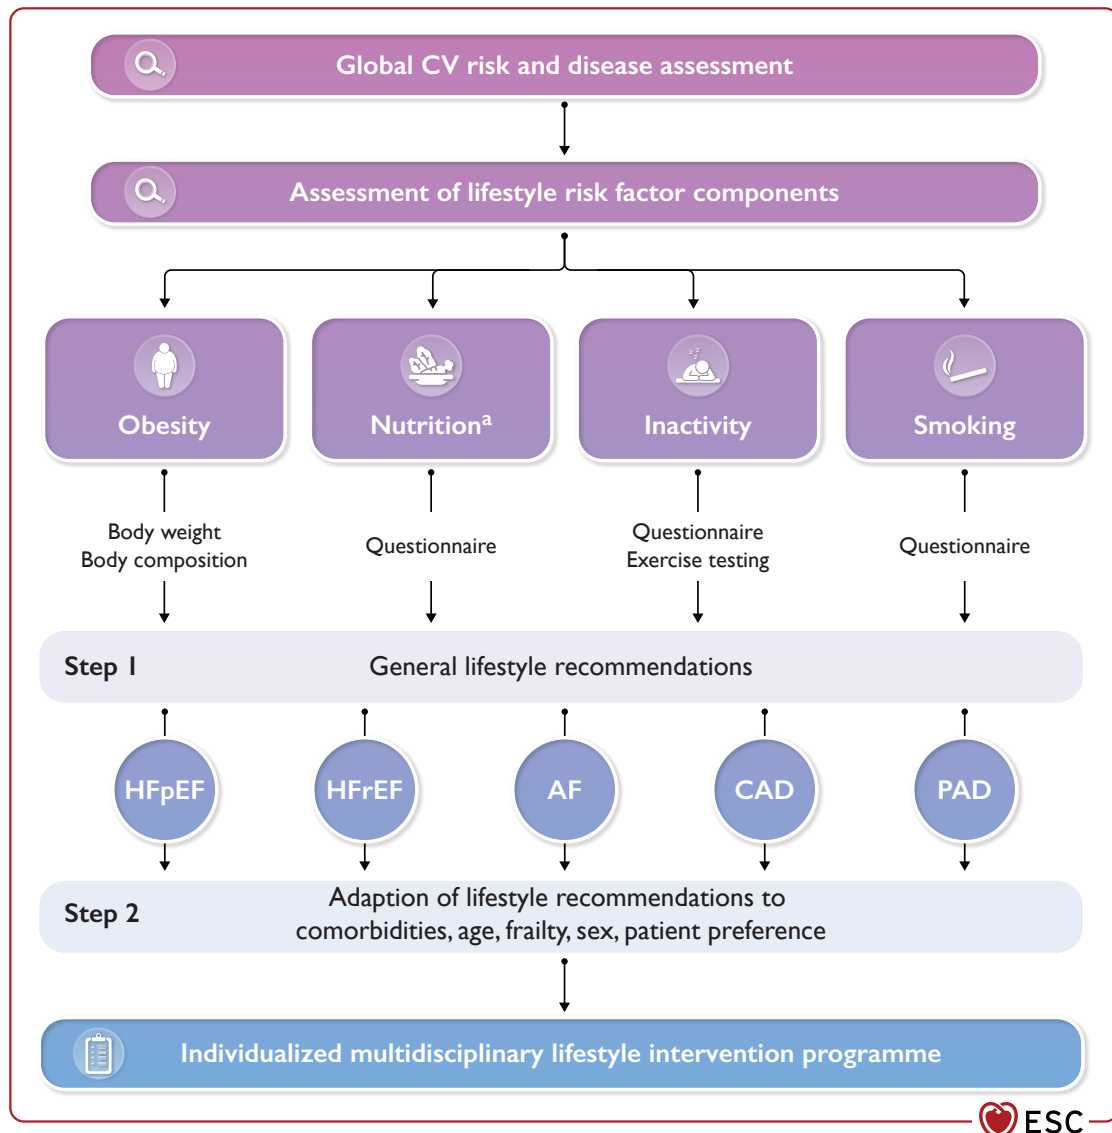 Global CV risk and disease assessment
Assessment of lifestyle risk factor components
Obesity
Nutritionᵃ
Inactivity
Smoking
Body weight
Body composition
Questionnaire
Questionnaire
Exercise testing
Questionnaire
Step 1
General lifestyle recommendations
HFpEF
HFrEF
AF
CAD
PAD
Step 2
Adaption of lifestyle recommendations to
comorbidities, age, frailty, sex, patient preference
Individualized multidisciplinary lifestyle intervention programme
ESC